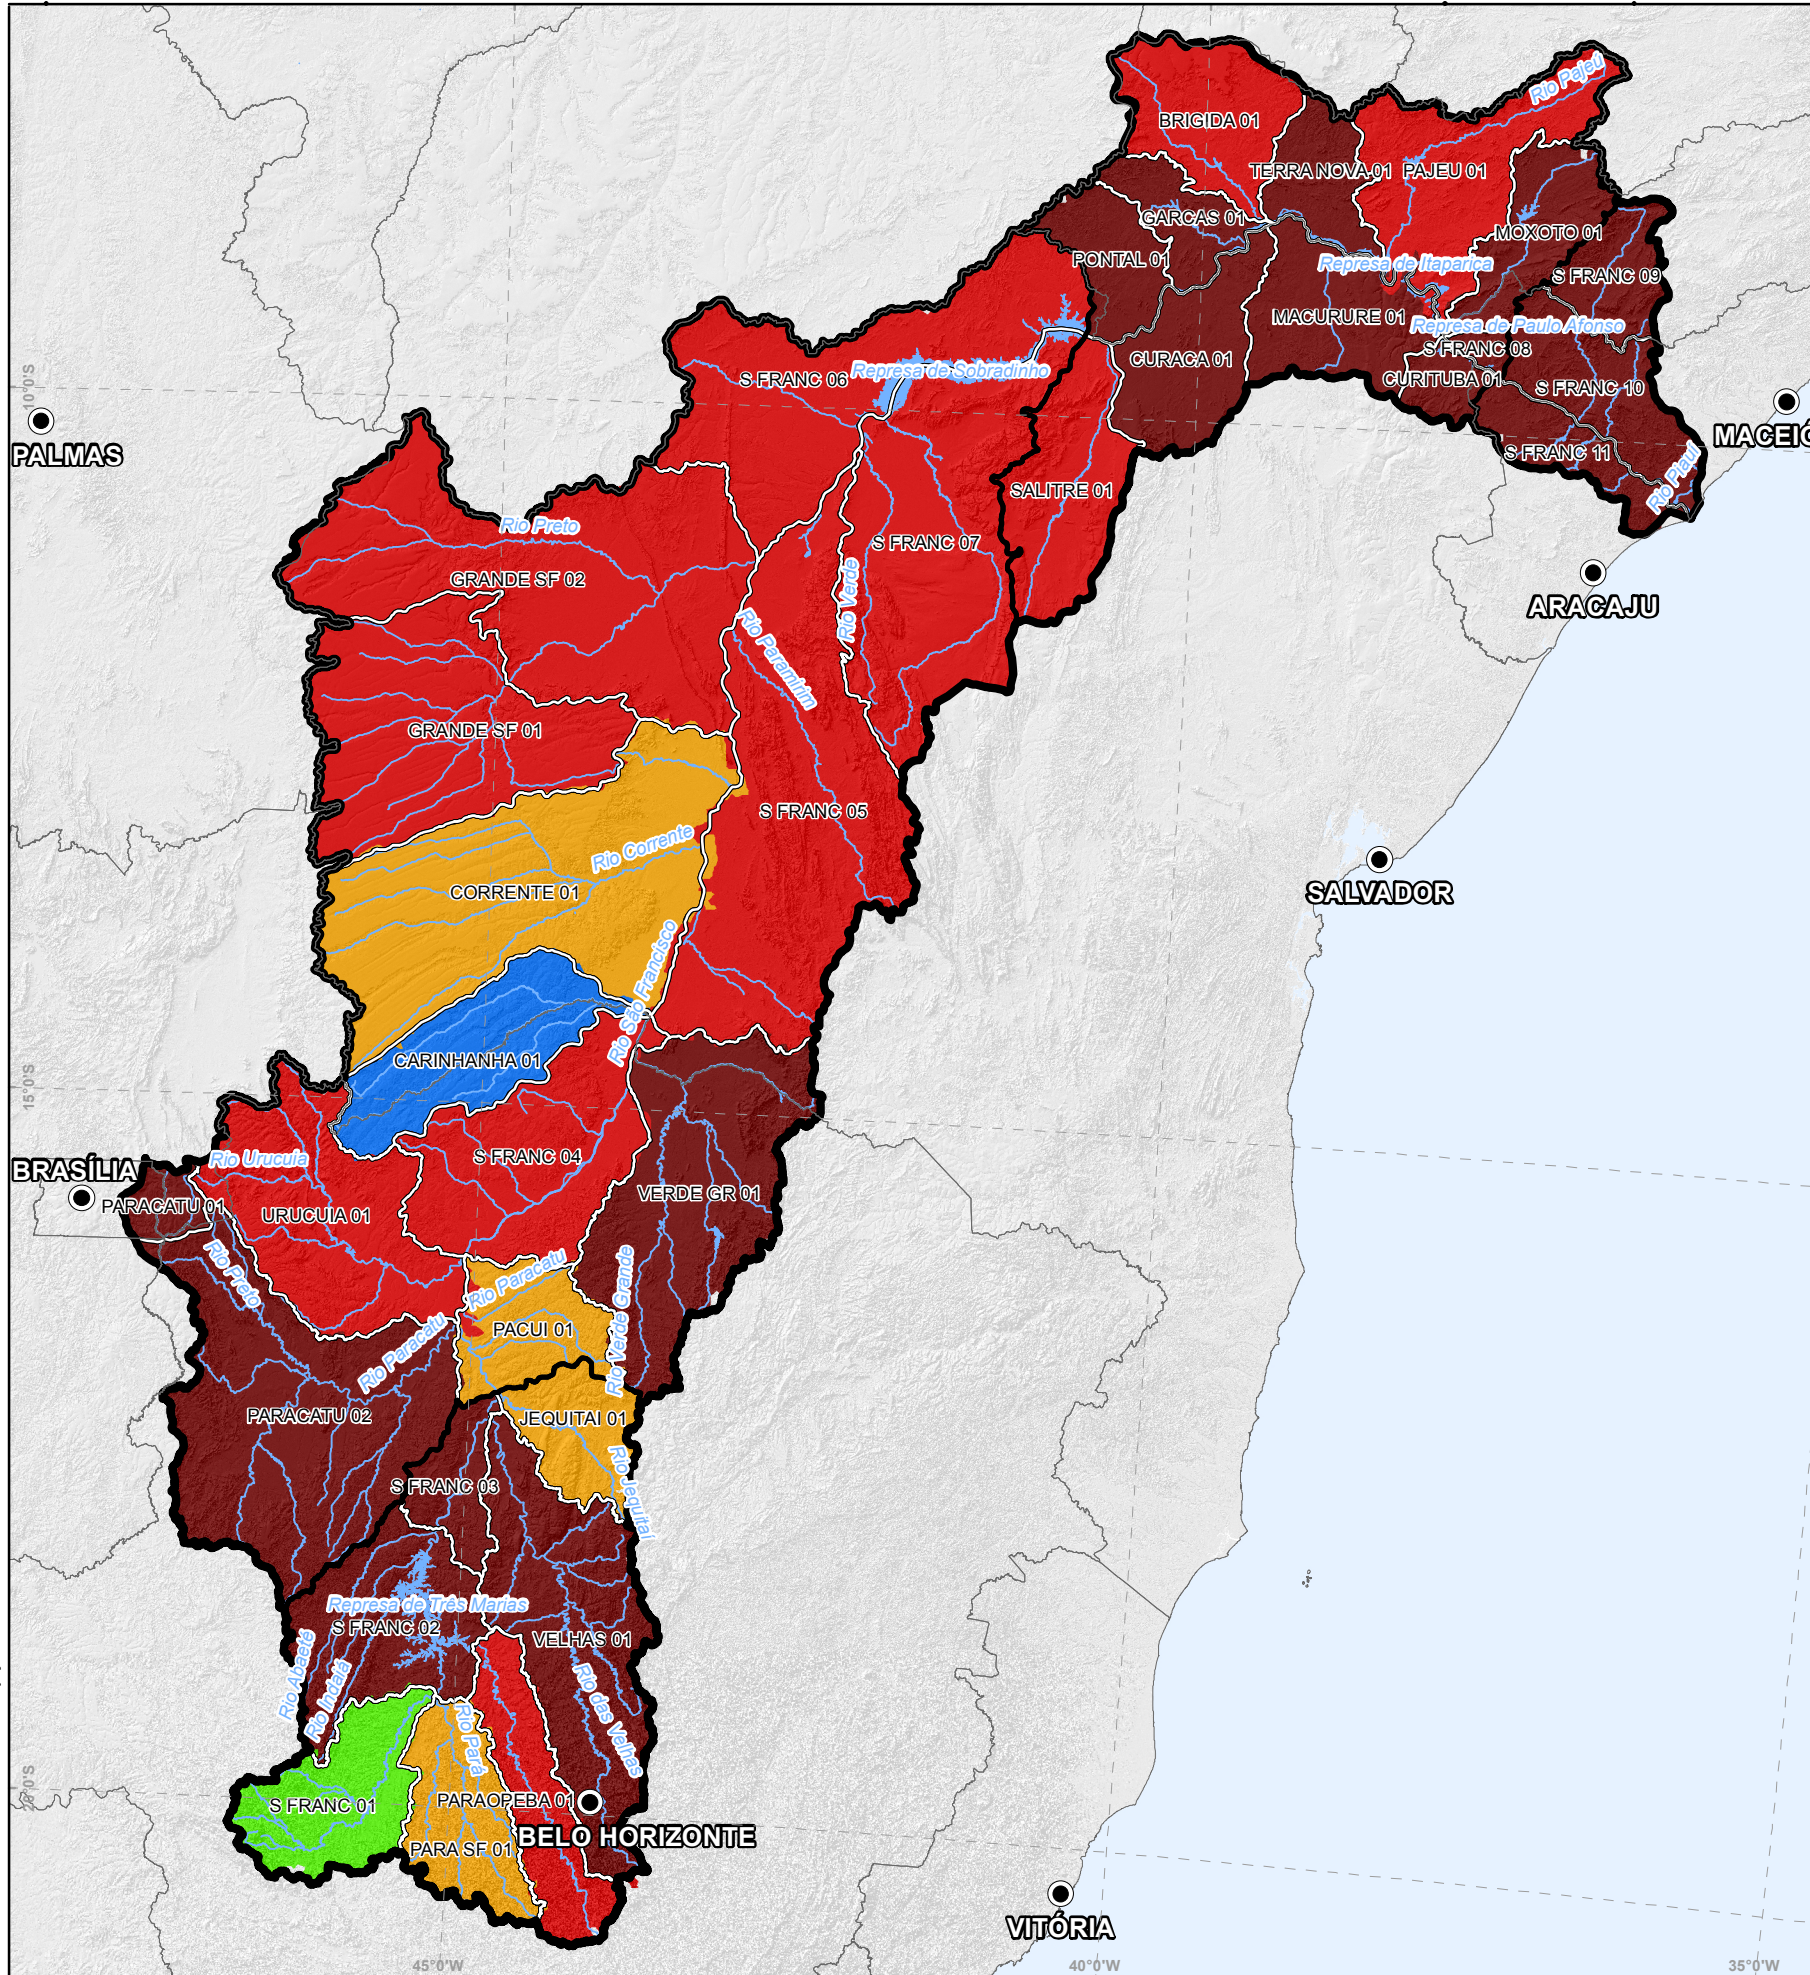 Rio Pajeú
BRIGIDA 01
TERRA NOVA 01
PAJEU 01
GARCAS 01
MOXOTO 01
PONTAL 01
Represa de Itaparica
S FRANC 09
MACURURE 01
Represa de Paulo Afonso
S FRANC 08
CURACA 01
Represa de Sobradinho
S FRANC 06
CURITUBA 01
S FRANC 10
10°0'S
PALMAS
MACEIÓ
S FRANC 11
Rio Piauí
SALITRE 01
Rio Preto
S FRANC 07
GRANDE SF 02
Rio Verde
ARACAJU
Rio Paramirim
GRANDE SF 01
S FRANC 05
Rio Corrente
CORRENTE 01
SALVADOR
Rio São Francisco
CARINHANHA 01
15°0'S
Rio Urucuia
S FRANC 04
BRASÍLIA
PARACATU 01
URUCUIA 01
VERDE GR 01
Rio Preto
Rio Paracatu
Rio Verde Grande
PACUI 01
Rio Paracatu
PARACATU 02
JEQUITAI 01
S FRANC 03
Rio Jequitaí
Represa de Três Marias
S FRANC 02
VELHAS 01
Rio Abaeté
Rio Indaiá
Rio das Velhas
Rio Pará
20°0'S
S FRANC 01
PARAOPEBA 01
BELO HORIZONTE
PARA SF 01
VITÓRIA
45°0'W
40°0'W
35°0'W